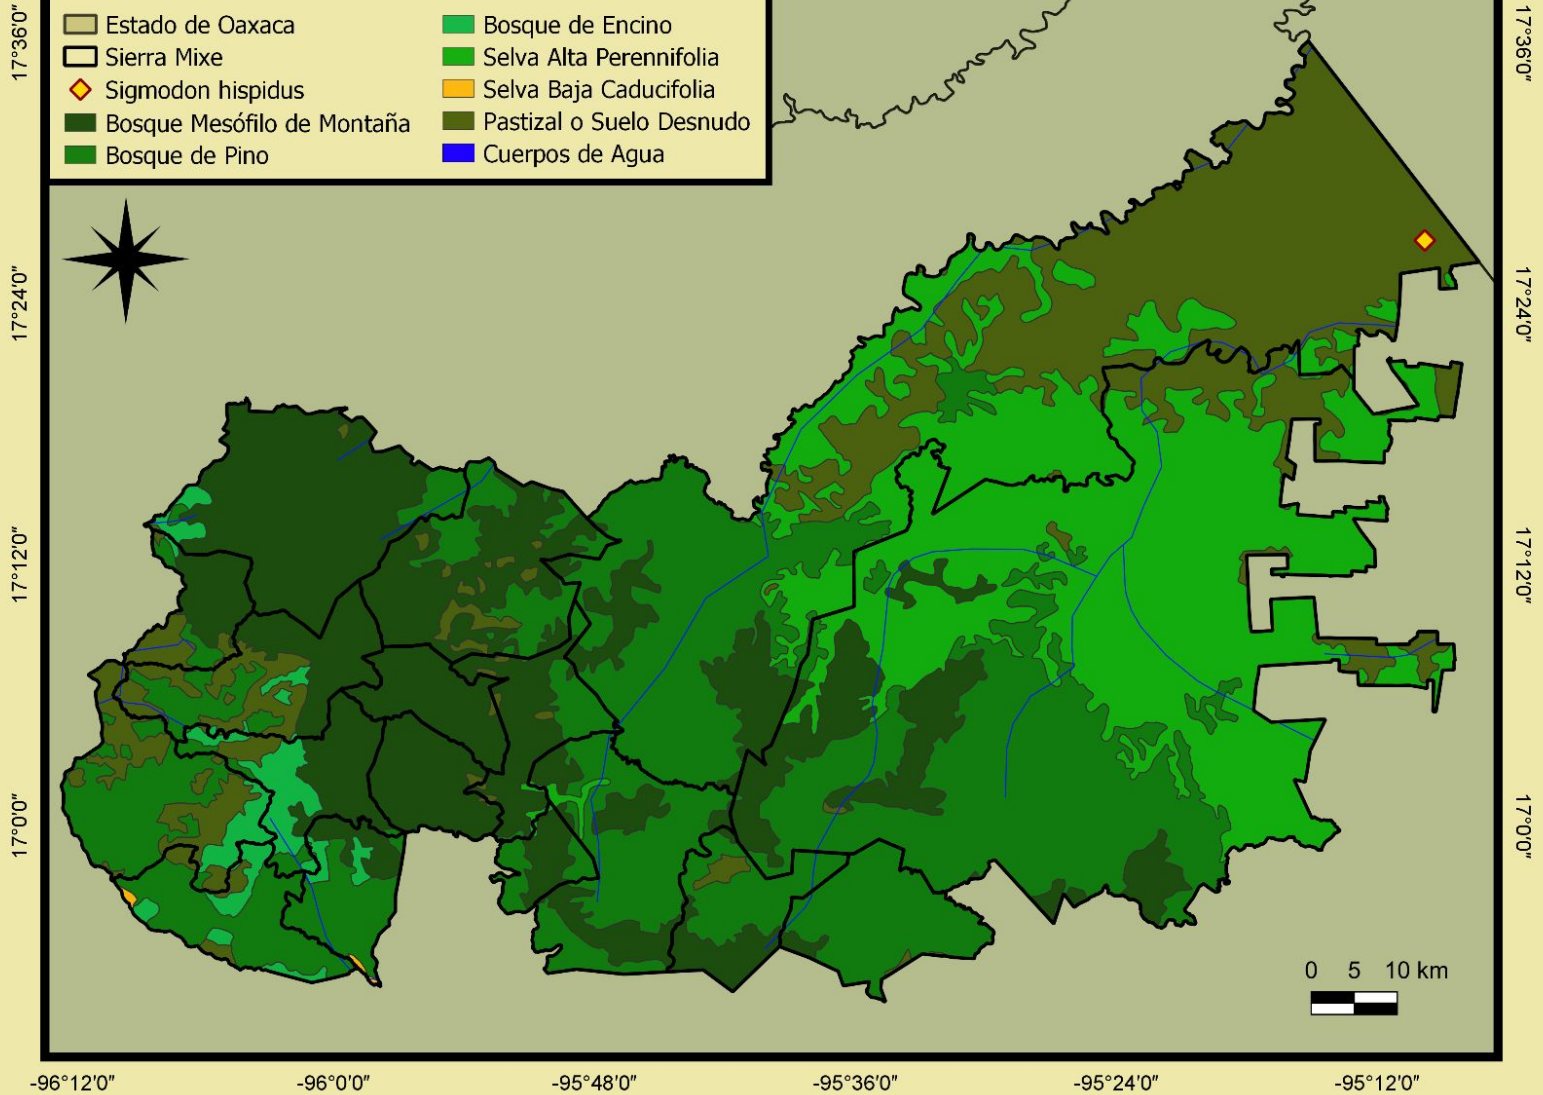 Estado de Oaxaca
Sierra Mixe
Sigmodon hispidus
Bosque Mesófilo de Montaña
Bosque de Pino
Bosque de Encino
Selva Alta Perennifolia
Selva Baja Caducifolia
Pastizal o Suelo Desnudo
Cuerpos de Agua
17°36'0"
17°24'0"
17°12'0"
17°0'0"
17°36'0"
17°24'0"
17°12'0"
17°0'0"
0 5 10 km
-96°12'0" -96°0'0" -95°48'0" -95°36'0" -95°24'0" -95°12'0"